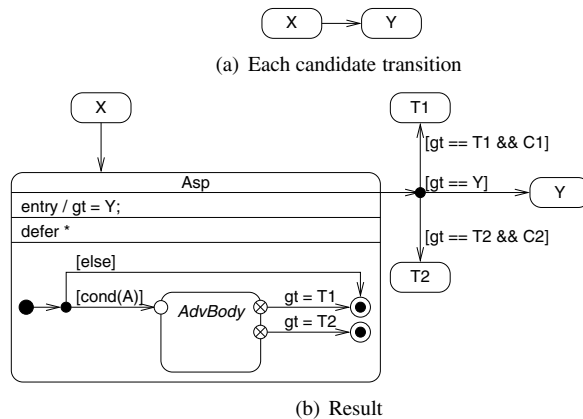 X
Y
(a) Each candidate transition
X
T1
[gt == T1 && C1]
Asp
[gt == Y]
Y
entry / gt = Y;
defer *
[gt == T2 && C2]
T2
[else]
[cond(A)]
AdvBody
gt = T1
gt = T2
(b) Result